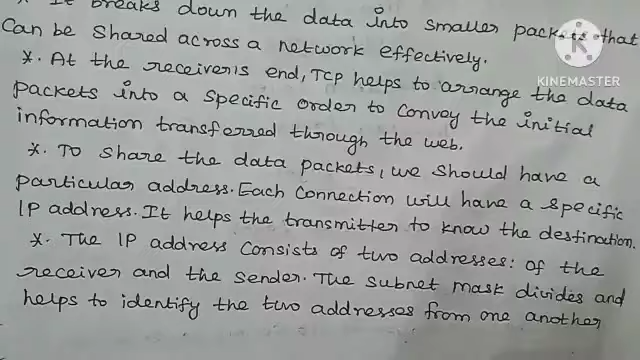 * It breaks down the data into smaller packets that
can be shared across a network effectively.
*. At the receiver's end, TCP helps to arrange the data
packets into a specific order to convey the initial
information transferred through the web.
*. To share the data packets, we should have a
particular address. Each connection will have a specific
IP address. It helps the transmitter to know the destination.
*. The IP address consists of two addresses: of the
receiver and the sender. The subnet mask divides and
helps to identify the two addresses from one another
KINEMASTER